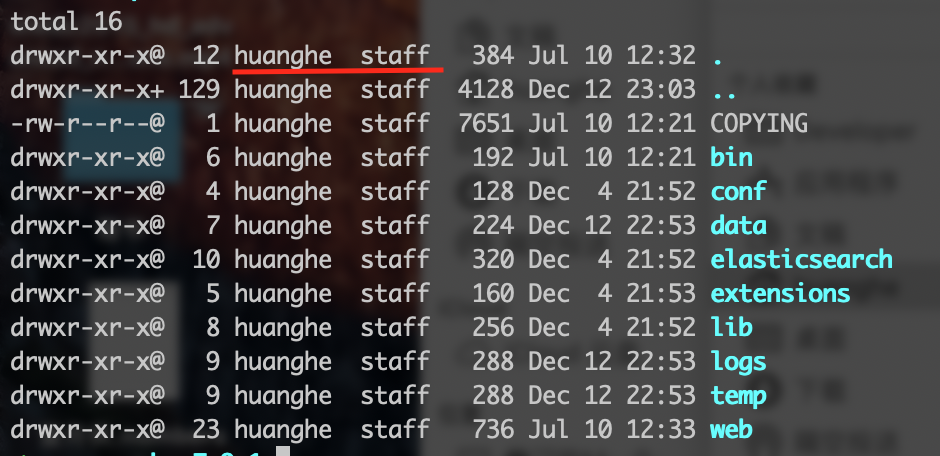 total 16
drwxr-xr-x@  12 huanghe  staff   384 Jul 10 12:32 .
drwxr-xr-x+ 129 huanghe  staff  4128 Dec 12 23:03 ..
-rw-r--r--@   1 huanghe  staff  7651 Jul 10 12:21 COPYING
drwxr-xr-x@   6 huanghe  staff   192 Jul 10 12:21 bin
drwxr-xr-x@   4 huanghe  staff   128 Dec  4 21:52 conf
drwxr-xr-x@   7 huanghe  staff   224 Dec 12 22:53 data
drwxr-xr-x@  10 huanghe  staff   320 Dec  4 21:52 elasticsearch
drwxr-xr-x@   5 huanghe  staff   160 Dec  4 21:53 extensions
drwxr-xr-x@   8 huanghe  staff   256 Dec  4 21:52 lib
drwxr-xr-x@   9 huanghe  staff   288 Dec 12 22:53 logs
drwxr-xr-x@   9 huanghe  staff   288 Dec 12 22:53 temp
drwxr-xr-x@  23 huanghe  staff   736 Jul 10 12:33 web